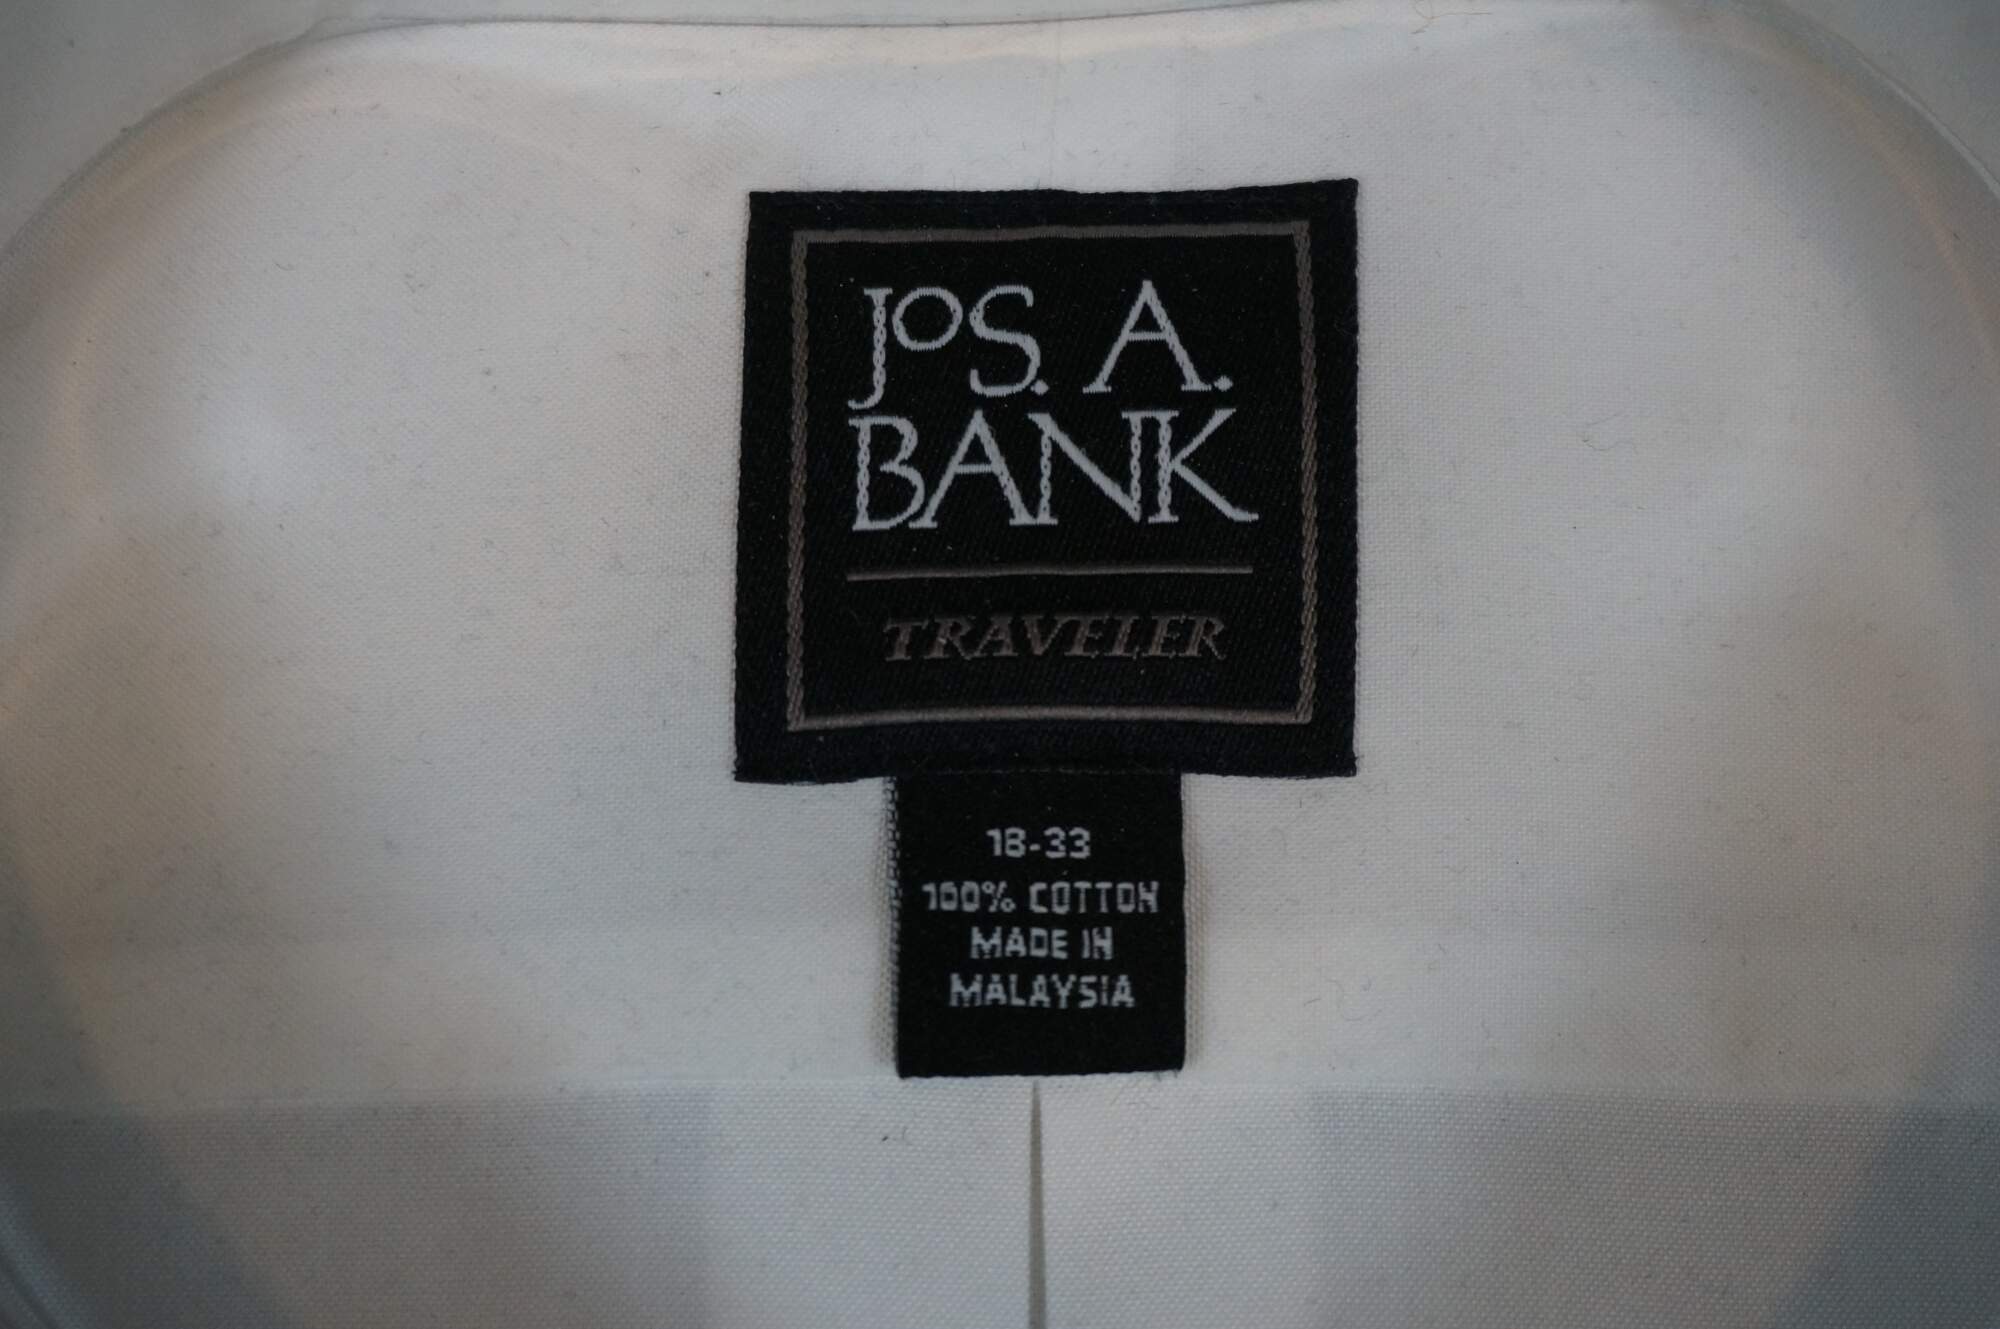 JOS. A.
BANK
TRAVELER
18-33
100% COTTON
MADE IN
MALAYSIA